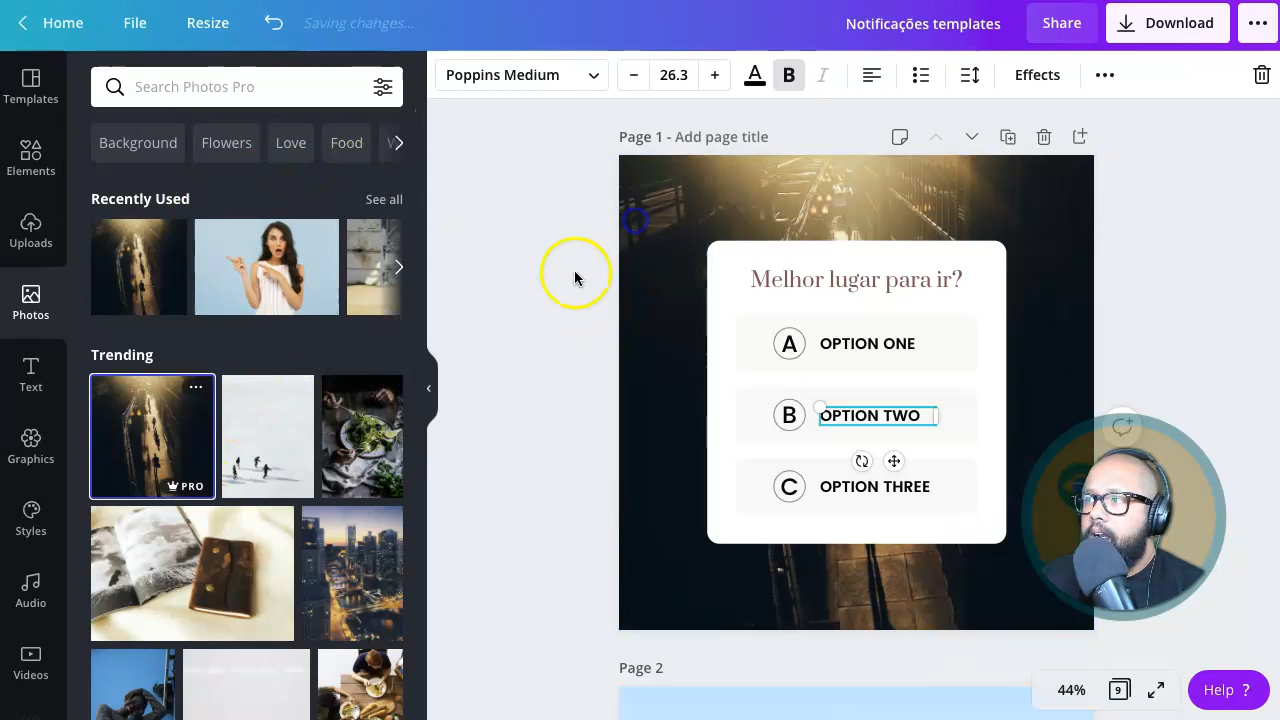 Home
File
Resize
Saving changes...
Notificações templates
Share
Download
Templates
Elements
Uploads
Photos
Text
Graphics
Styles
Audio
Videos
Search Photos Pro
Background
Flowers
Love
Food
Recently Used
See all
Trending
PRO
Poppins Medium
26.3
A
B
I
Effects
Page 1 - Add page title
Melhor lugar para ir?
A OPTION ONE
B OPTION TWO
C OPTION THREE
Page 2
44%
9
Help ?